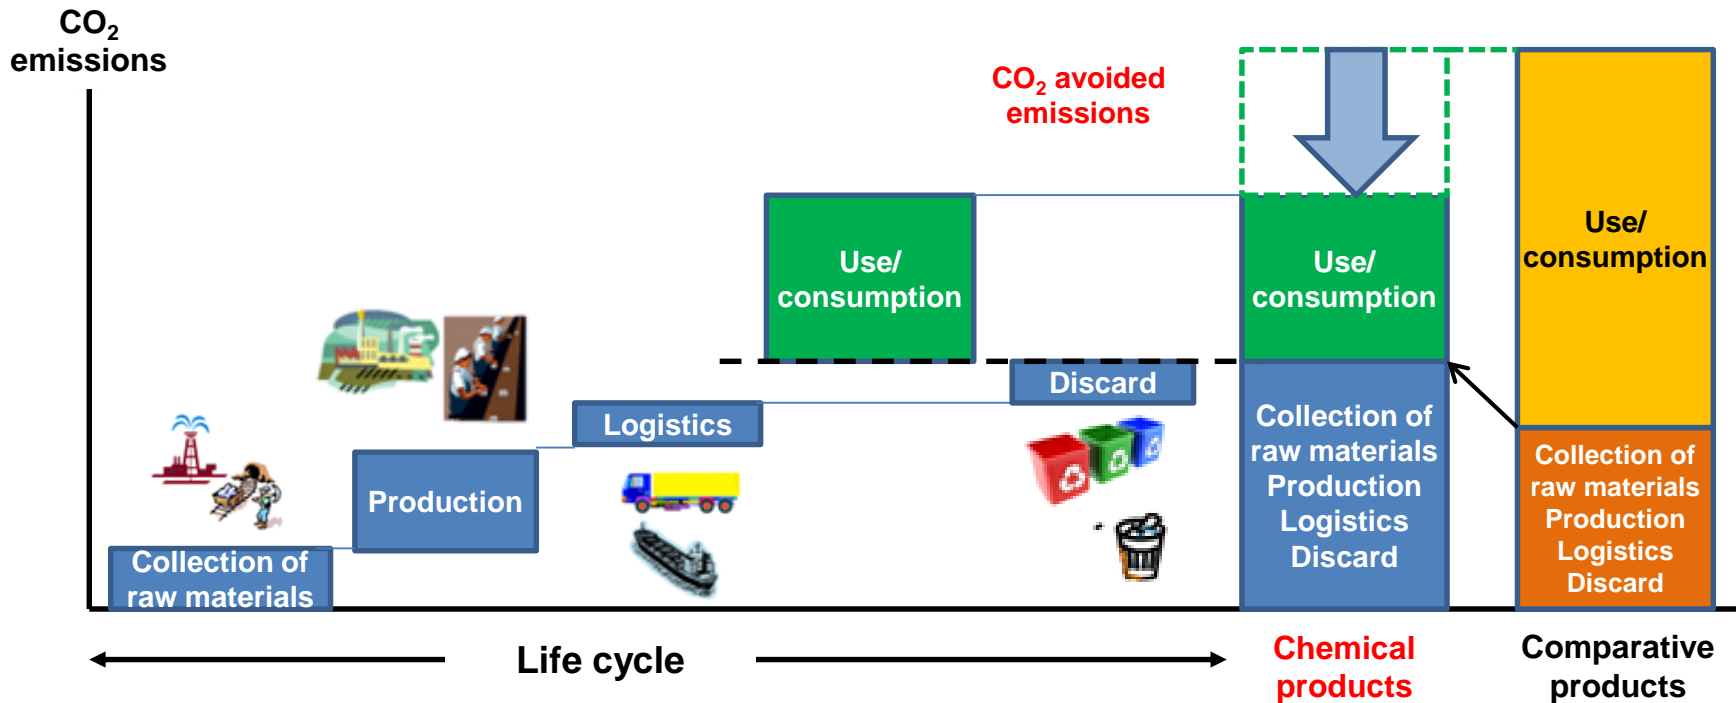 CO₂
emissions
CO₂ avoided
emissions
Use/
consumption
Use/
consumption
Use/
consumption
Discard
Logistics
Production
Collection of
raw materials
Collection of
raw materials
Production
Logistics
Discard
Collection of
raw materials
Production
Logistics
Discard
Life cycle
Chemical
products
Comparative
products